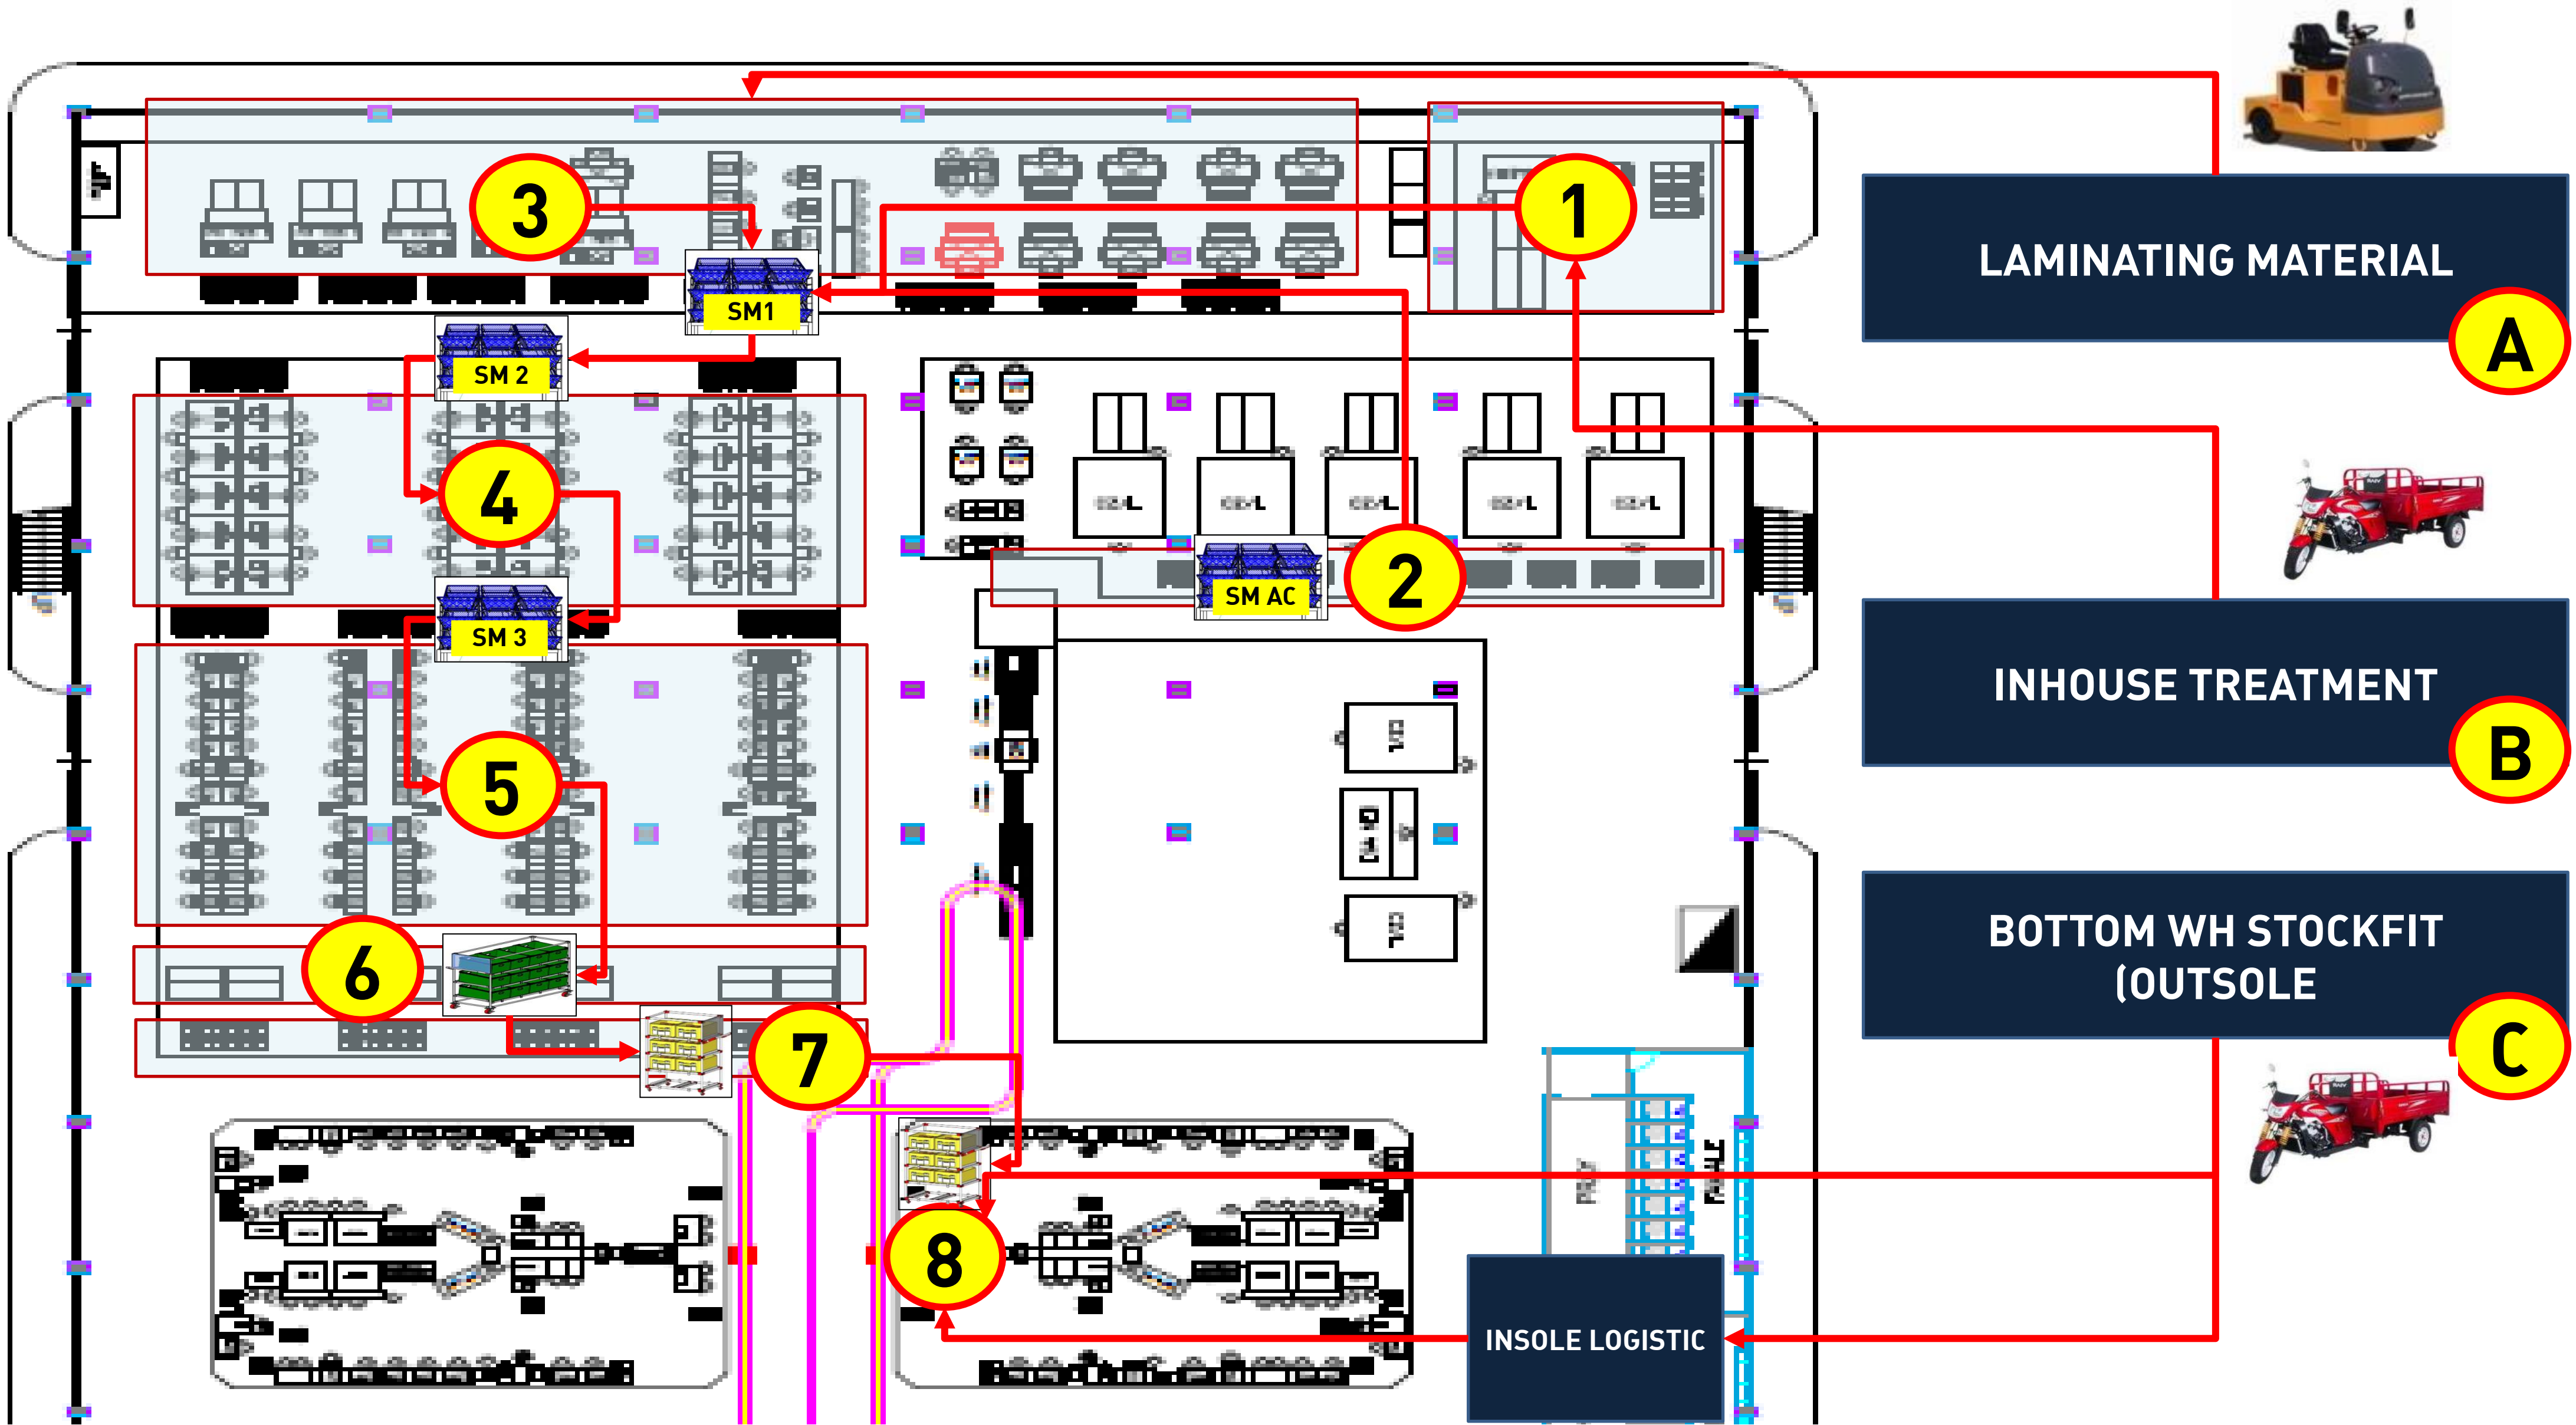 3
1
SM1
LAMINATING MATERIAL
A
SM 2
4
2
SM AC
SM 3
INHOUSE TREATMENT
B
5
BOTTOM WH STOCKFIT
(OUTSOLE
C
6
7
8
INSOLE LOGISTIC